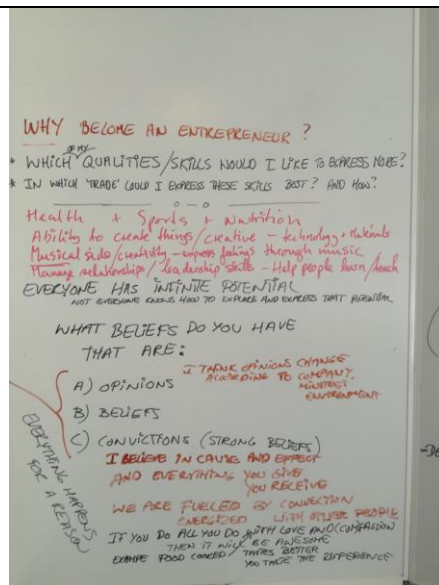 WHY BECOME AN ENTREPRENEUR ?
OF MY
* WHICH QUALITIES/SKILLS WOULD I LIKE TO EXPRESS MORE?
* IN WHICH 'TRADE' COULD I EXPRESS THESE SKILLS BEST? AND HOW?
Health + Sports + nutrition
Ability to create things/creative - technology + Materials
Musical side/creativity - express feelings through music
Manage relationships/leadership skills - Help people learn/teach
EVERYONE HAS INFINITE POTENTIAL
NOT EVERYONE KNOWS HOW TO EXPLORE AND EXPRESS THAT POTENTIAL
WHAT BELIEFS DO YOU HAVE
THAT ARE:
I THINK OPINIONS CHANGE
ACCORDING TO COMPANY,
MINDSET
ENVIRONMENT
A) OPINIONS
B) BELIEFS
C) CONVICTIONS (STRONG BELIEFS)
EVERYTHING HAPPENS
FOR A REASON
I BELIEVE IN CAUSE AND EFFECT
AND EVERYTHING YOU GIVE
YOU RECEIVE
WE ARE FUELED BY CONNECTION
ENERGIZED WITH OTHER PEOPLE
IF YOU DO ALL YOU DO WITH LOVE AND (COMPASSION
THEN IT WILL BE AWESOME
EXAMPE FOOD COOKED TASTES BETTER
YOU TASTE THE DIFFERENCE